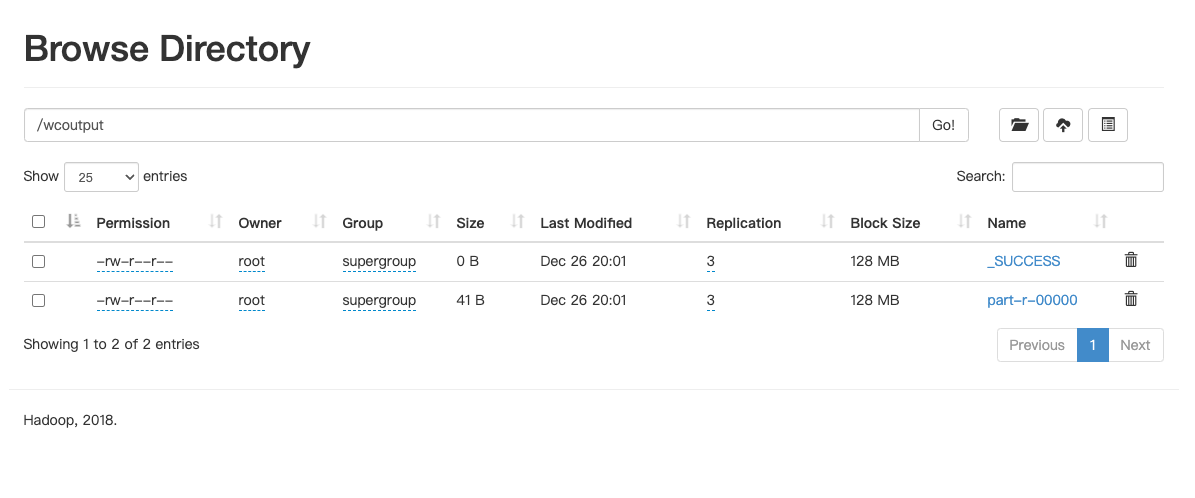 Browse Directory
/wcoutput Go!
Show 25 entries Search:
Permission Owner Group Size Last Modified Replication Block Size Name
-rw-r--r-- root supergroup 0 B Dec 26 20:01 3 128 MB _SUCCESS
-rw-r--r-- root supergroup 41 B Dec 26 20:01 3 128 MB part-r-00000
Showing 1 to 2 of 2 entries Previous 1 Next
Hadoop, 2018.